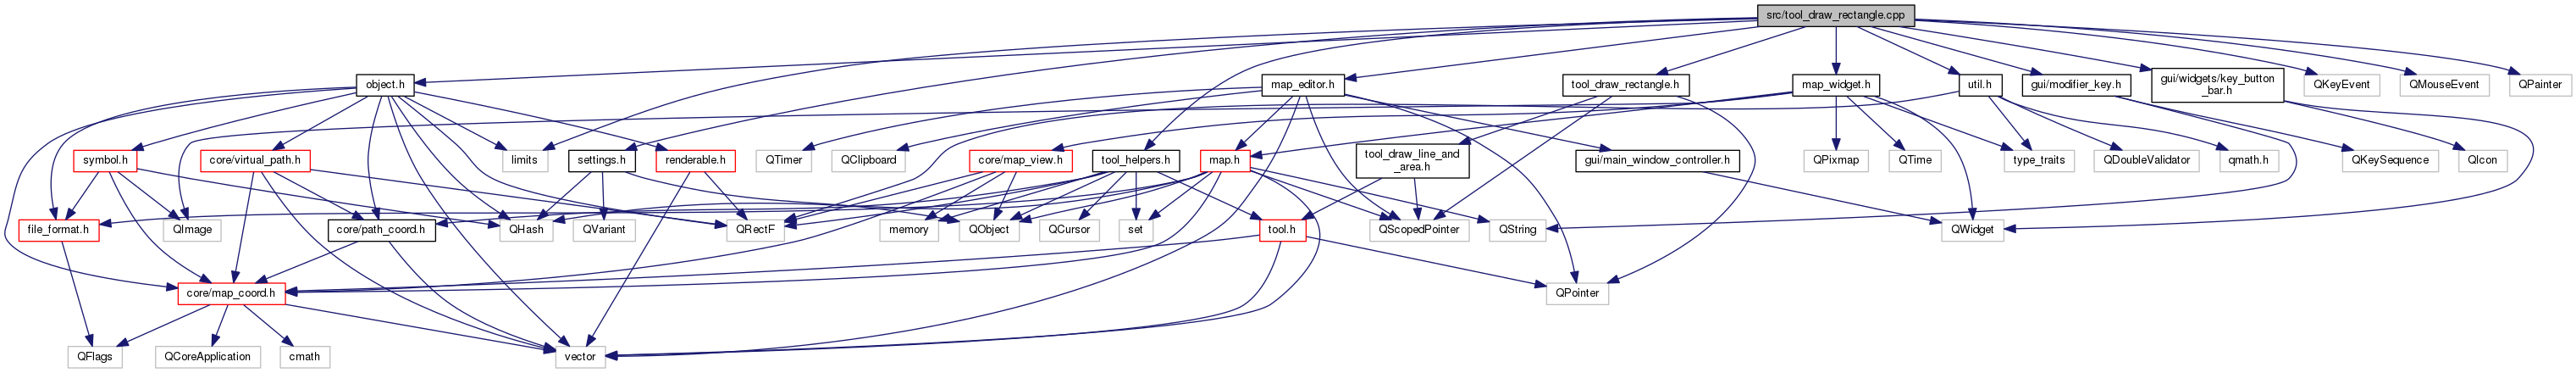 src/tool_draw_rectangle.cpp
object.h
map_editor.h
tool_draw_rectangle.h
map_widget.h
util.h
gui/modifier_key.h
gui/widgets/key_button
_bar.h
QKeyEvent
QMouseEvent
QPainter
symbol.h
core/virtual_path.h
limits
settings.h
renderable.h
QTimer
QClipboard
core/map_view.h
tool_helpers.h
map.h
tool_draw_line_and
_area.h
gui/main_window_controller.h
QPixmap
QTime
type_traits
QDoubleValidator
qmath.h
QKeySequence
QIcon
file_format.h
QImage
core/path_coord.h
QHash
QVariant
QRectF
memory
QObject
QCursor
set
tool.h
QScopedPointer
QString
QWidget
core/map_coord.h
QPointer
QFlags
QCoreApplication
cmath
vector